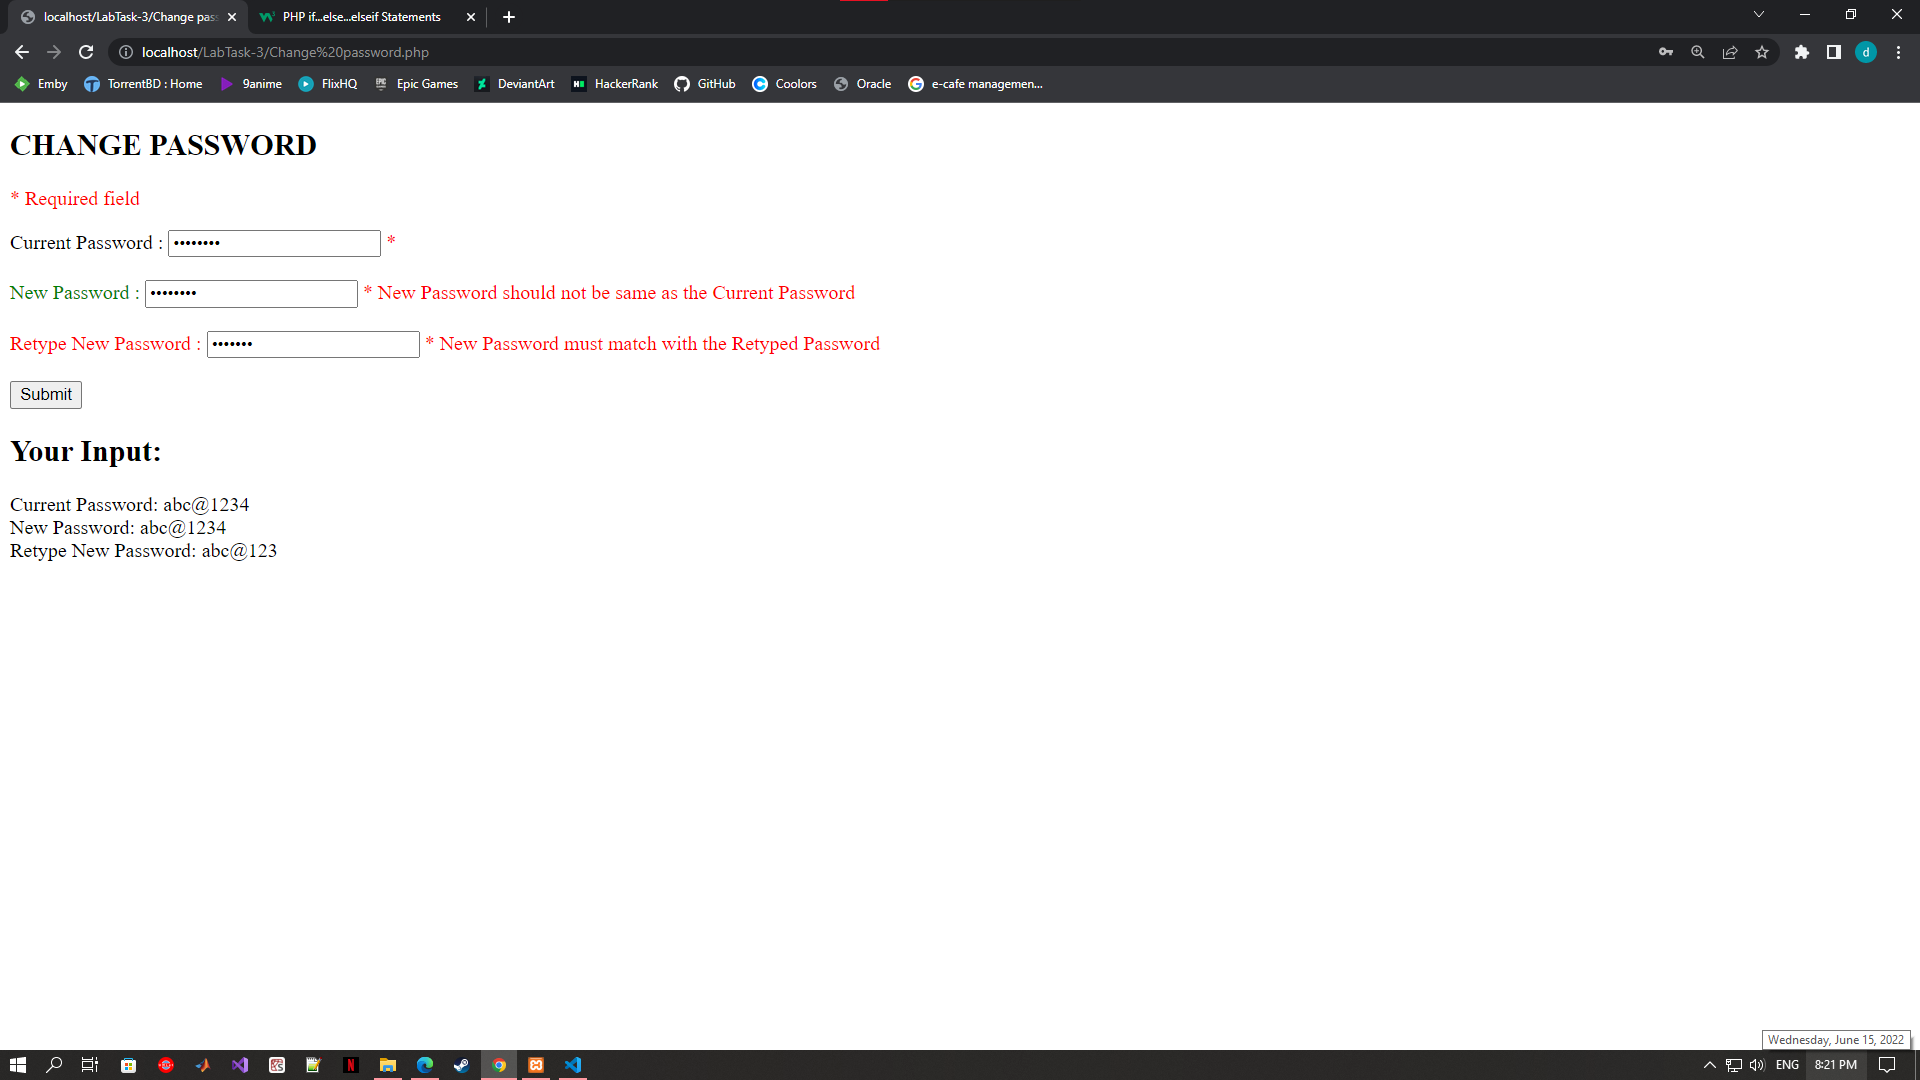 localhost/LabTask-3/Change pass
PHP if...else...elseif Statements
localhost/LabTask-3/Change%20password.php
d
Emby
TorrentBD : Home
9anime
FlixHQ
Epic Games
DeviantArt
HackerRank
GitHub
Coolors
Oracle
e-cafe managemen...
CHANGE PASSWORD
* Required field
Current Password : •••••••• *
New Password : •••••••• * New Password should not be same as the Current Password
Retype New Password : ••••••• * New Password must match with the Retyped Password
Submit
Your Input:
Current Password: abc@1234
New Password: abc@1234
Retype New Password: abc@123
Wednesday, June 15, 2022
ENG
8:21 PM